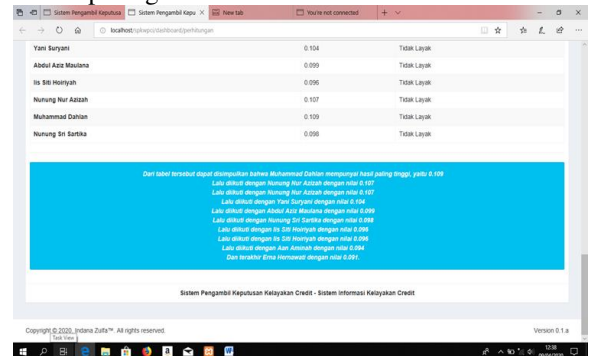 Sistem Pengambil Keputusa
Sistem Pengambil Kepu
New tab
You're not connected
localhost/spkwpcs/dashboard/perhitungan
Yani Suryani 0.104 Tidak Layak
Abdul Aziz Maulana 0.099 Tidak Layak
Iis Siti Hoiriyah 0.096 Tidak Layak
Nunung Nur Azizah 0.107 Tidak Layak
Muhammad Dahlan 0.109 Tidak Layak
Nunung Sri Sartika 0.098 Tidak Layak
Dari tabel tersebut dapat disimpulkan bahwa Muhammad Dahlan mempunyai hasil paling tinggi, yaitu 0.109
Lalu diikuti dengan Nunung Nur Azizah dengan nilai 0.107
Lalu diikuti dengan Nunung Nur Azizah dengan nilai 0.107
Lalu diikuti dengan Yani Suryani dengan nilai 0.104
Lalu diikuti dengan Abdul Aziz Maulana dengan nilai 0.099
Lalu diikuti dengan Nunung Sri Sartika dengan nilai 0.098
Lalu diikuti dengan Iis Siti Hoiriyah dengan nilai 0.096
Lalu diikuti dengan Iis Siti Hoiriyah dengan nilai 0.096
Lalu diikuti dengan Aan Aminah dengan nilai 0.094
Dan terakhir Erna Hernawati dengan nilai 0.091.
Sistem Pengambil Keputusan Kelayakan Credit - Sistem Informasi Kelayakan Credit
Copyright © 2020. Indana Zulfa™. All rights reserved.
Version 0.1.a
Task View
12:38